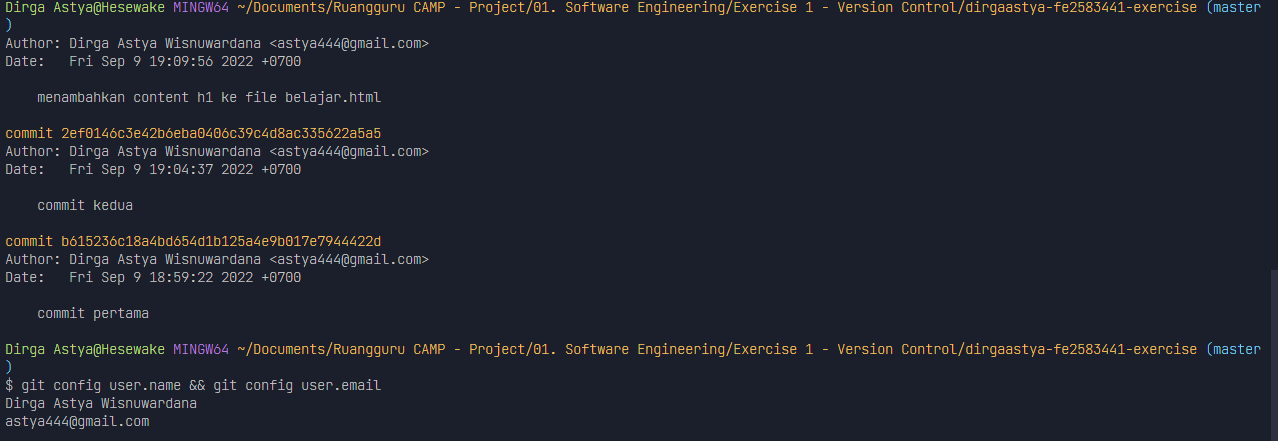 Dirga Astya@Hesewake MINGW64 ~/Documents/Ruangguru CAMP - Project/01. Software Engineering/Exercise 1 - Version Control/dirgaastya-fe2583441-exercise (master
)
Author: Dirga Astya Wisnuwardana <astya444@gmail.com>
Date:   Fri Sep 9 19:09:56 2022 +0700
    menambahkan content h1 ke file belajar.html
commit 2ef0146c3e42b6eba0406c39c4d8ac335622a5a5
Author: Dirga Astya Wisnuwardana <astya444@gmail.com>
Date:   Fri Sep 9 19:04:37 2022 +0700
    commit kedua
commit b615236c18a4bd654d1b125a4e9b017e7944422d
Author: Dirga Astya Wisnuwardana <astya444@gmail.com>
Date:   Fri Sep 9 18:59:22 2022 +0700
    commit pertama
Dirga Astya@Hesewake MINGW64 ~/Documents/Ruangguru CAMP - Project/01. Software Engineering/Exercise 1 - Version Control/dirgaastya-fe2583441-exercise (master
)
$ git config user.name && git config user.email
Dirga Astya Wisnuwardana
astya444@gmail.com